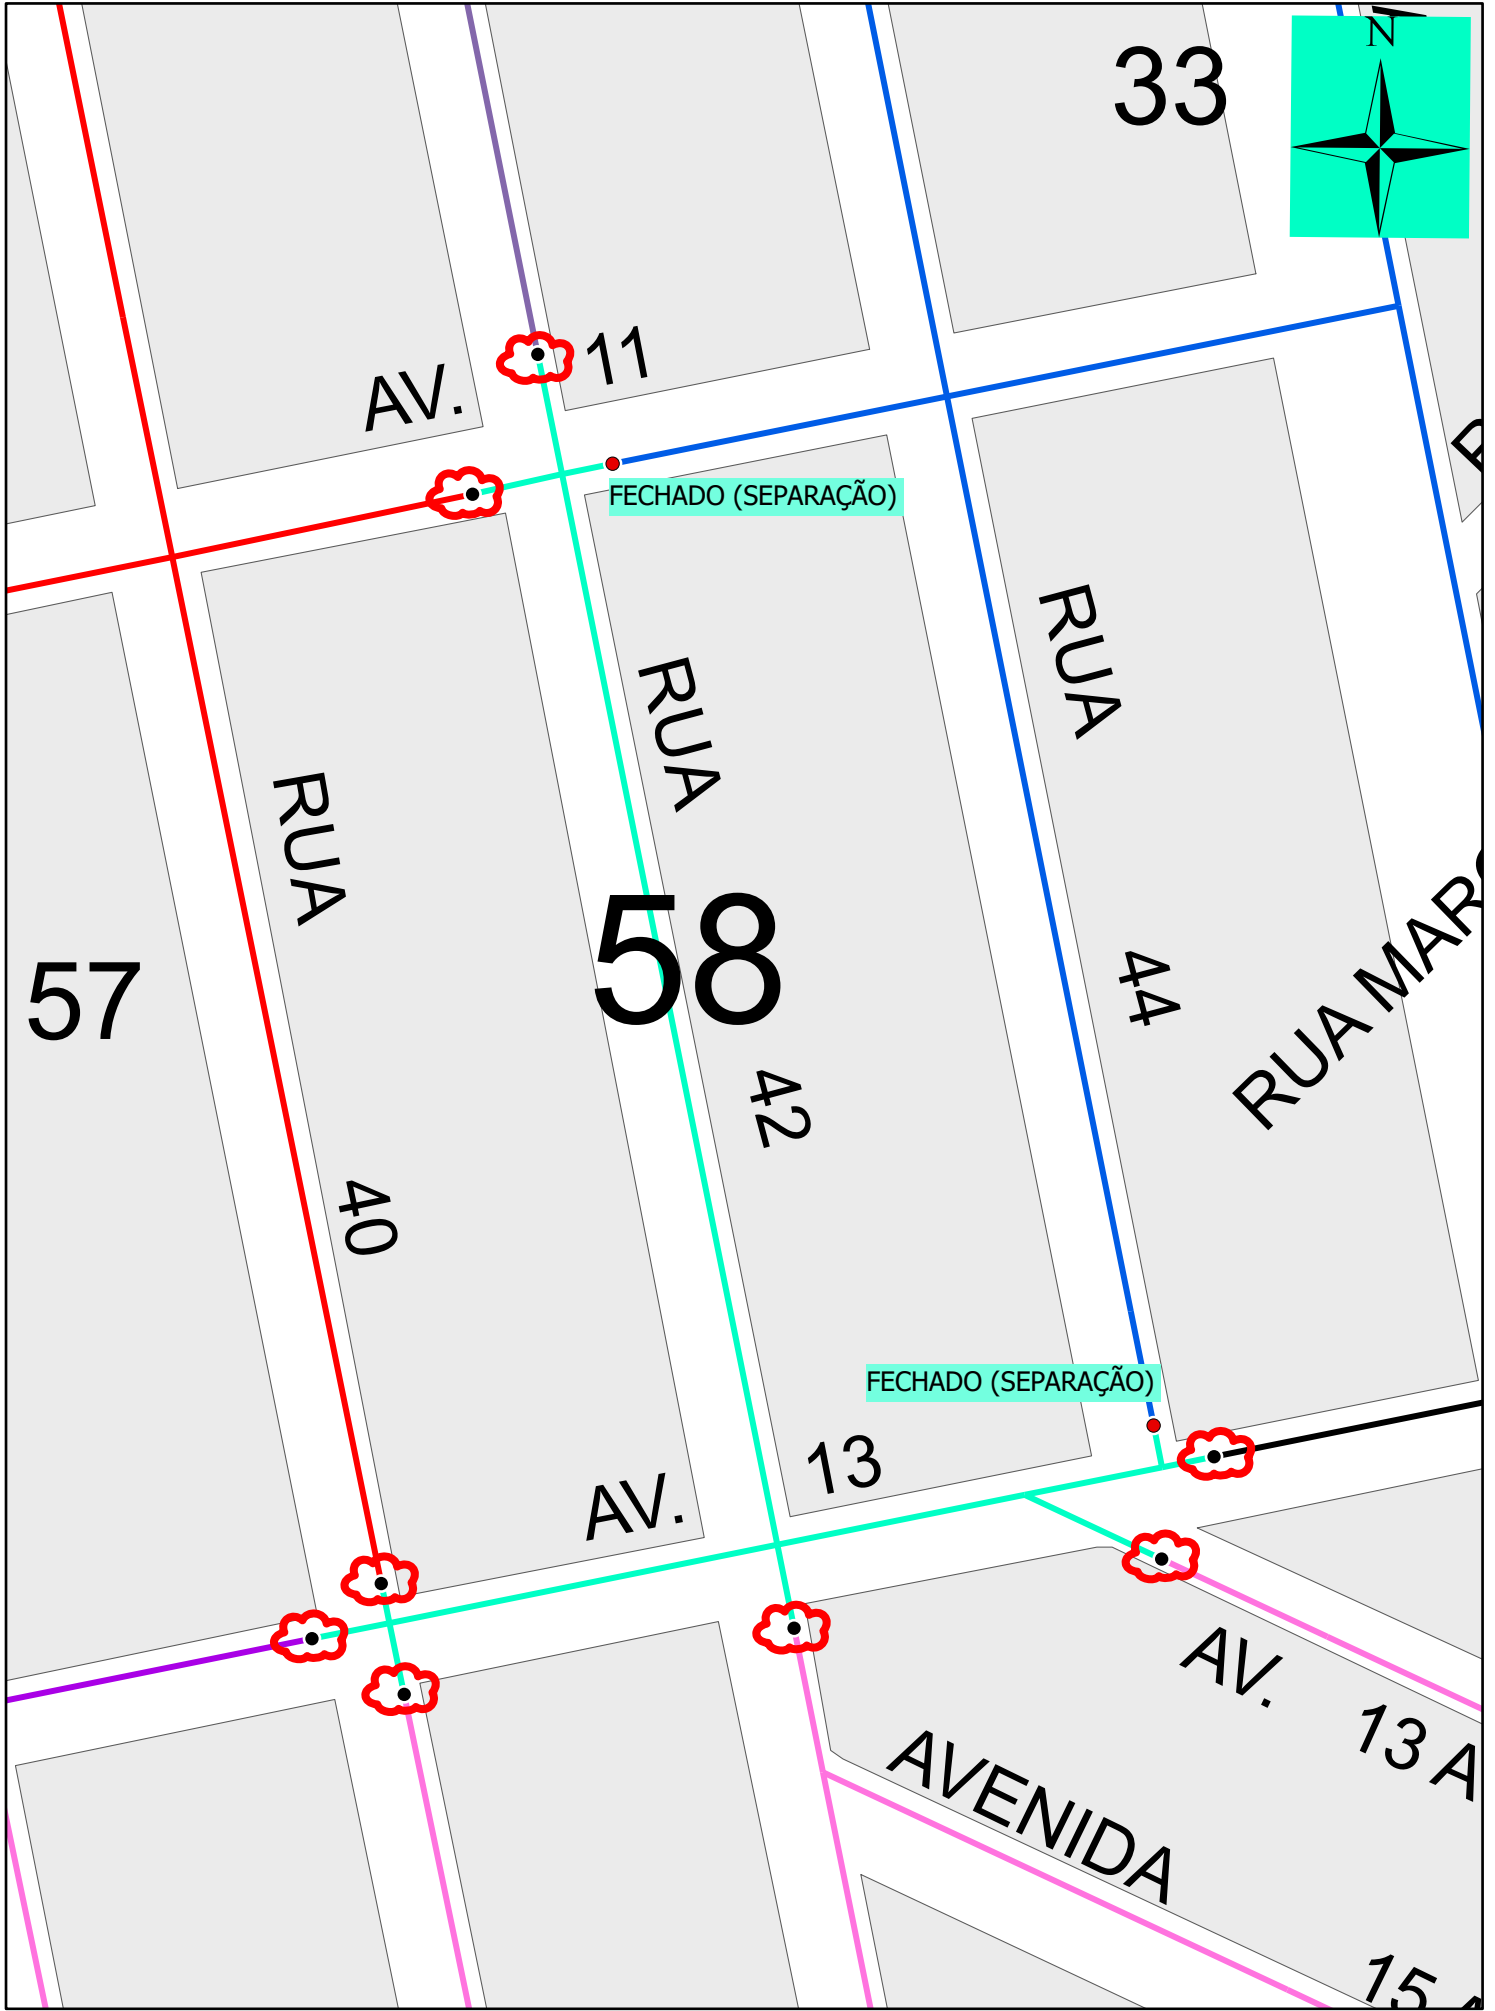 33
N
AV. 11
FECHADO (SEPARAÇÃO)
RUA 40
RUA 42
RUA 44
57
58
RUA
FECHADO (SEPARAÇÃO)
AV. 13
AV. 13 A
AVENIDA 15